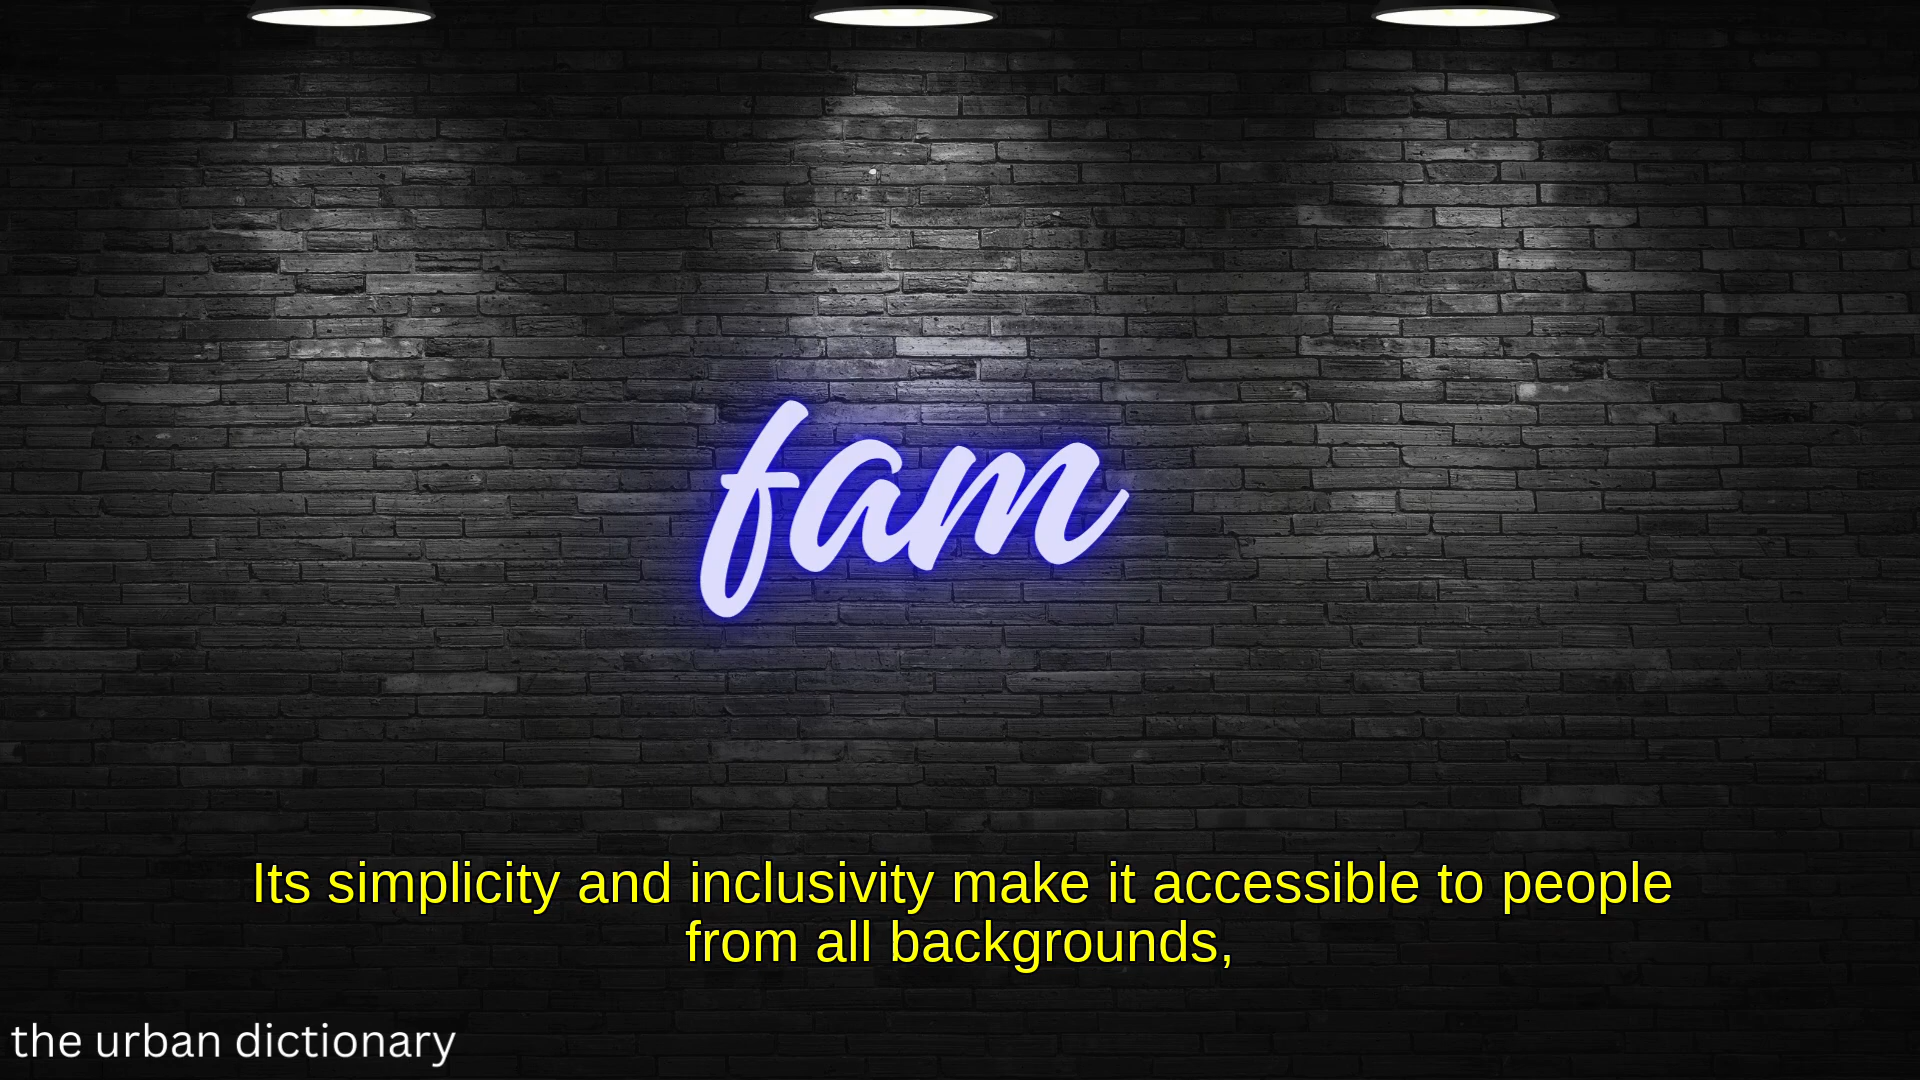 fam
Its simplicity and inclusivity make it accessible to people
from all backgrounds,
the urban dictionary